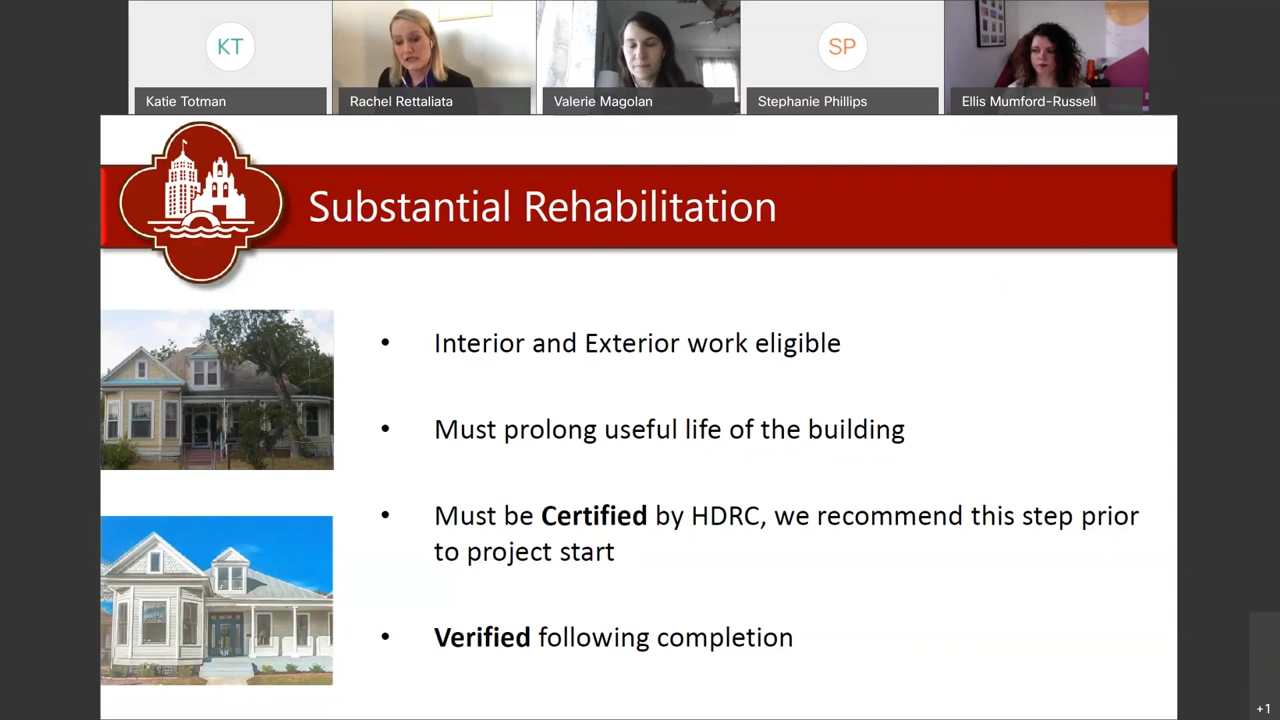 KT
SP
Katie Totman
Rachel Rettaliata
Valerie Magolan
Stephanie Phillips
Ellis Mumford-Russell
Substantial Rehabilitation
• Interior and Exterior work eligible
• Must prolong useful life of the building
• Must be Certified by HDRC, we recommend this step prior
to project start
• Verified following completion
+1